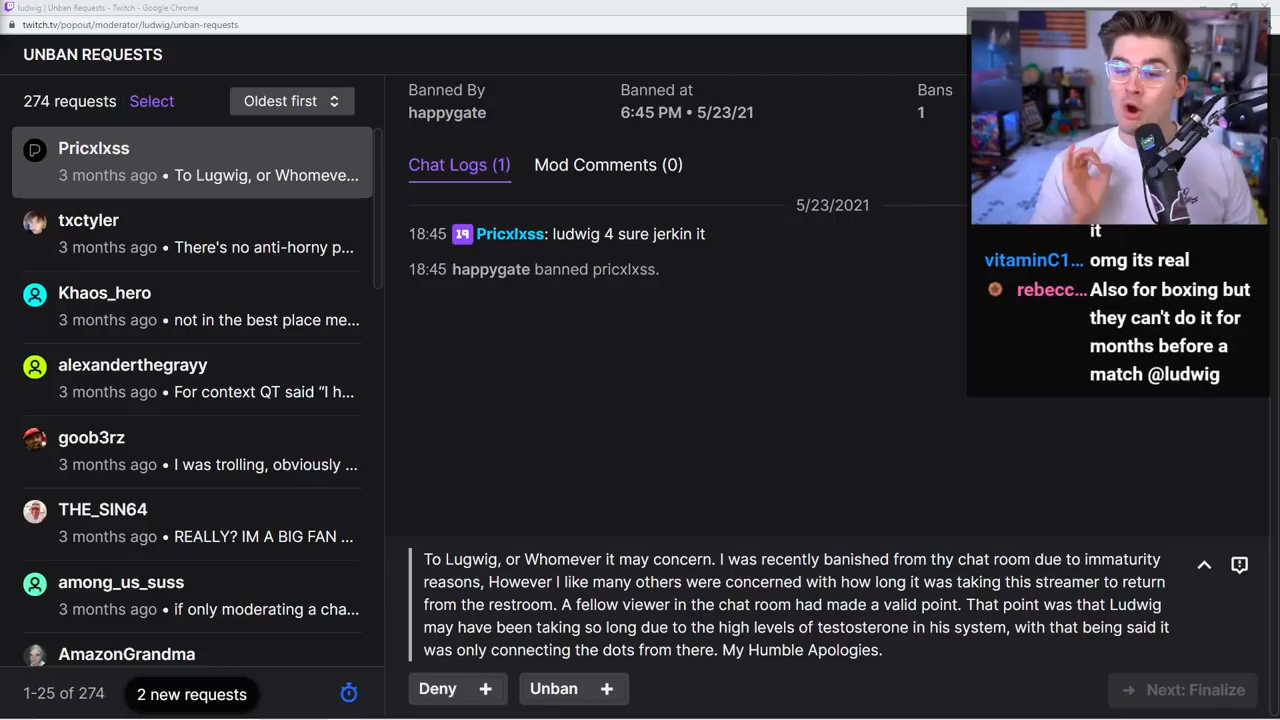 ludwig | Unban Requests - Twitch - Google Chrome
twitch.tv/popout/moderator/ludwig/unban-requests
UNBAN REQUESTS
274 requests Select Oldest first
Pricxlxss
3 months ago • To Lugwig, or Whomeve...
txctyler
3 months ago • There's no anti-horny p...
Khaos_hero
3 months ago • not in the best place me...
alexanderthegrayy
3 months ago • For context QT said “I h...
goob3rz
3 months ago • I was trolling, obviously ...
THE_SIN64
3 months ago • REALLY? IM A BIG FAN ...
among_us_suss
3 months ago • if only moderating a cha...
AmazonGrandma
1-25 of 274 2 new requests
Banned By Banned at Bans
happygate 6:45 PM • 5/23/21 1
Chat Logs (1) Mod Comments (0)
5/23/2021
18:45 19 Pricxlxss: ludwig 4 sure jerkin it
18:45 happygate banned pricxlxss.
To Lugwig, or Whomever it may concern. I was recently banished from thy chat room due to immaturity
reasons, However I like many others were concerned with how long it was taking this streamer to return
from the restroom. A fellow viewer in the chat room had made a valid point. That point was that Ludwig
may have been taking so long due to the high levels of testosterone in his system, with that being said it
was only connecting the dots from there. My Humble Apologies.
Deny + Unban + → Next: Finalize
it
vitaminC1... omg its real
rebecc... Also for boxing but
they can't do it for
months before a
match @ludwig